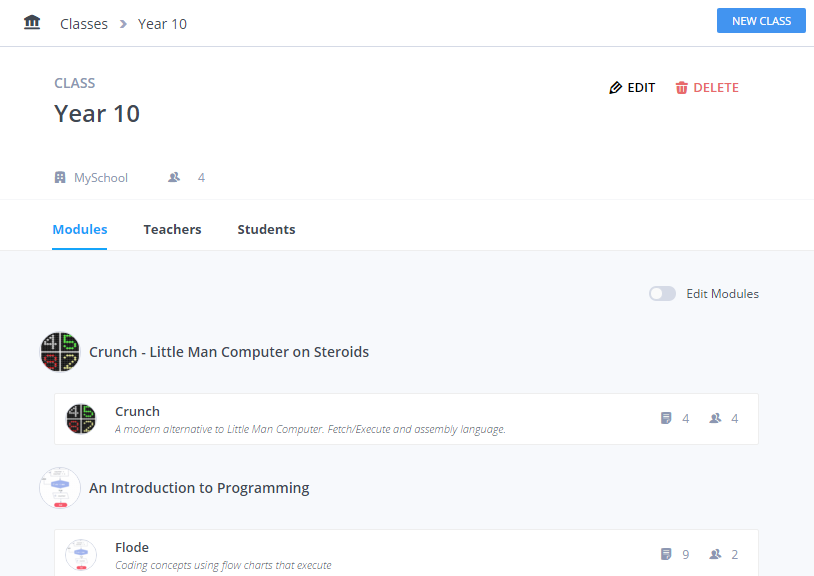 Classes > Year 10
NEW CLASS
CLASS
Year 10
EDIT
DELETE
MySchool
4
Modules
Teachers
Students
Edit Modules
Crunch - Little Man Computer on Steroids
Crunch
A modern alternative to Little Man Computer. Fetch/Execute and assembly language.
4
4
An Introduction to Programming
Flode
Coding concepts using flow charts that execute
9
2